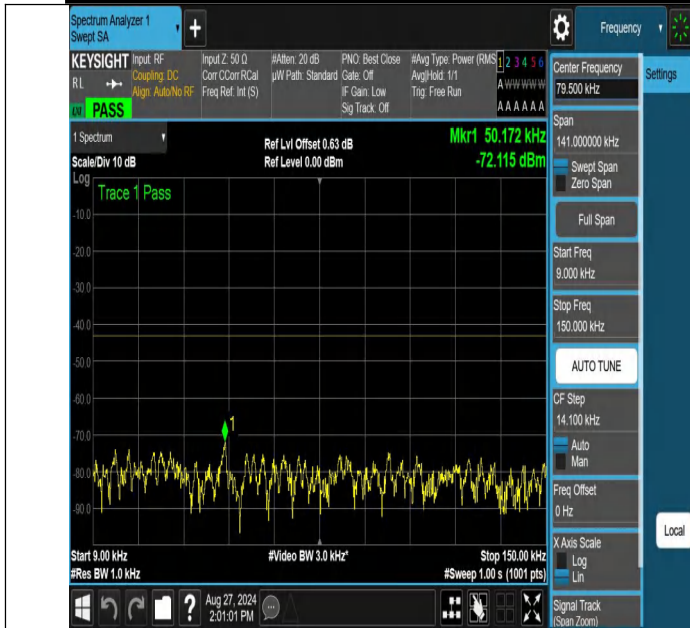 Spectrum Analyzer 1
Swept SA
+
Frequency
KEYSIGHT
RL
PASS
Input: RF
Coupling: DC
Align: Auto/No RF
Input Z: 50 Ω
Corr CCorr RCal
Freq Ref: Int (S)
#Atten: 20 dB
µW Path: Standard
PNO: Best Close
Gate: Off
IF Gain: Low
Sig Track: Off
#Avg Type: Power (RMS
Avg|Hold: 1/1
Trig: Free Run
1 2 3 4 5 6
A W W W W W
A A A A A A
1 Spectrum
Scale/Div 10 dB
Ref Lvl Offset 0.63 dB
Ref Level 0.00 dBm
Mkr1 50.172 kHz
-72.115 dBm
Log
Trace 1 Pass
-10.0
-20.0
-30.0
-40.0
-50.0
-60.0
-70.0
-80.0
-90.0
1
Start 9.00 kHz
#Res BW 1.0 kHz
#Video BW 3.0 kHz*
Stop 150.00 kHz
#Sweep 1.00 s (1001 pts)
?
Aug 27, 2024
2:01:01 PM
Center Frequency
79.500 kHz
Span
141.000000 kHz
Swept Span
Zero Span
Full Span
Start Freq
9.000 kHz
Stop Freq
150.000 kHz
AUTO TUNE
CF Step
14.100 kHz
Auto
Man
Freq Offset
0 Hz
X Axis Scale
Log
Lin
Signal Track
(Span Zoom)
Settings
Local